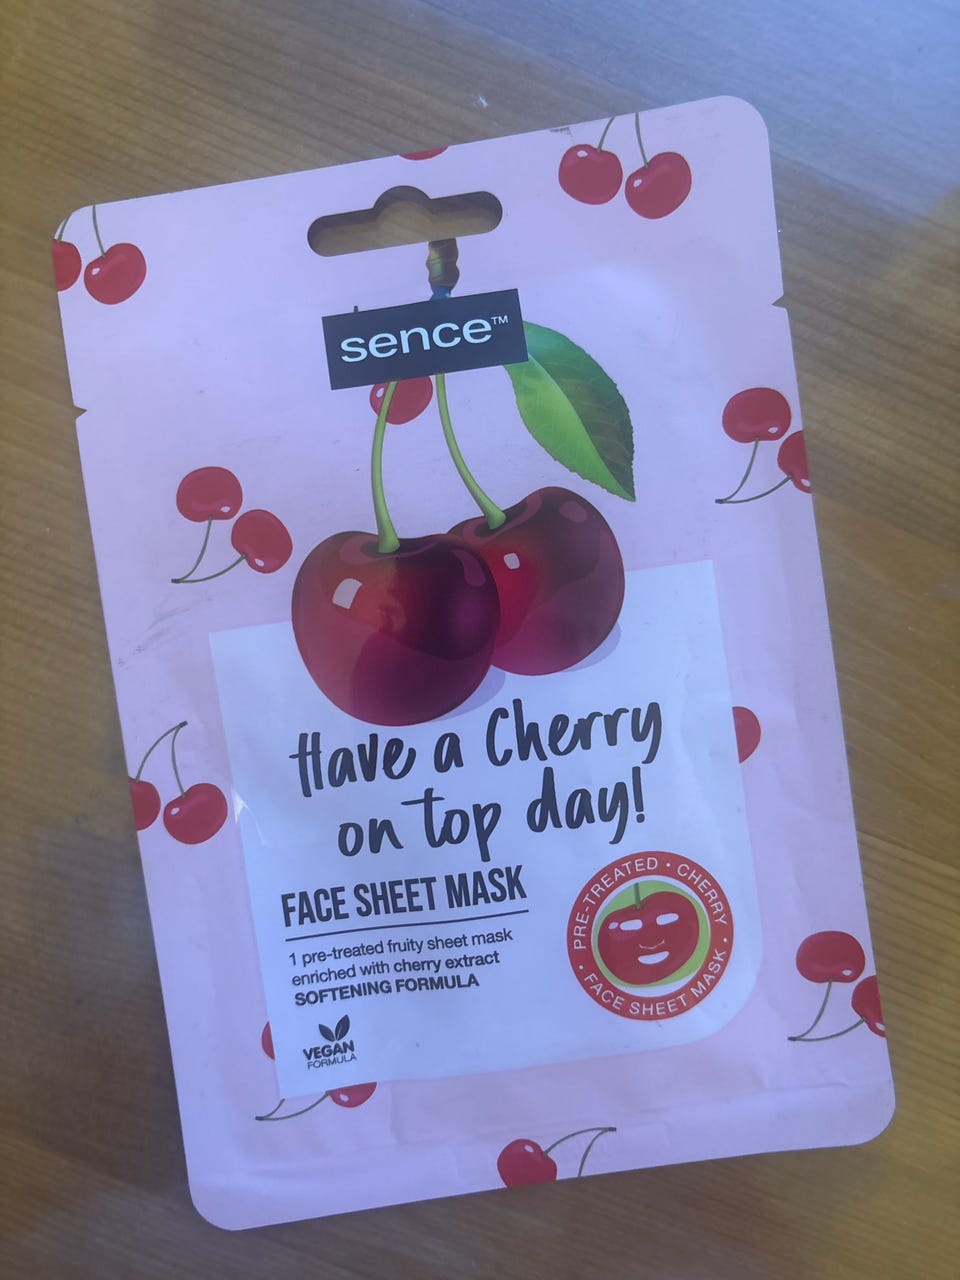 sence™
Have a Cherry
on top day!
FACE SHEET MASK
1 pre-treated fruity sheet mask
enriched with cherry extract
SOFTENING FORMULA
VEGAN
FORMULA
PRE-TREATED · CHERRY
· FACE SHEET MASK ·